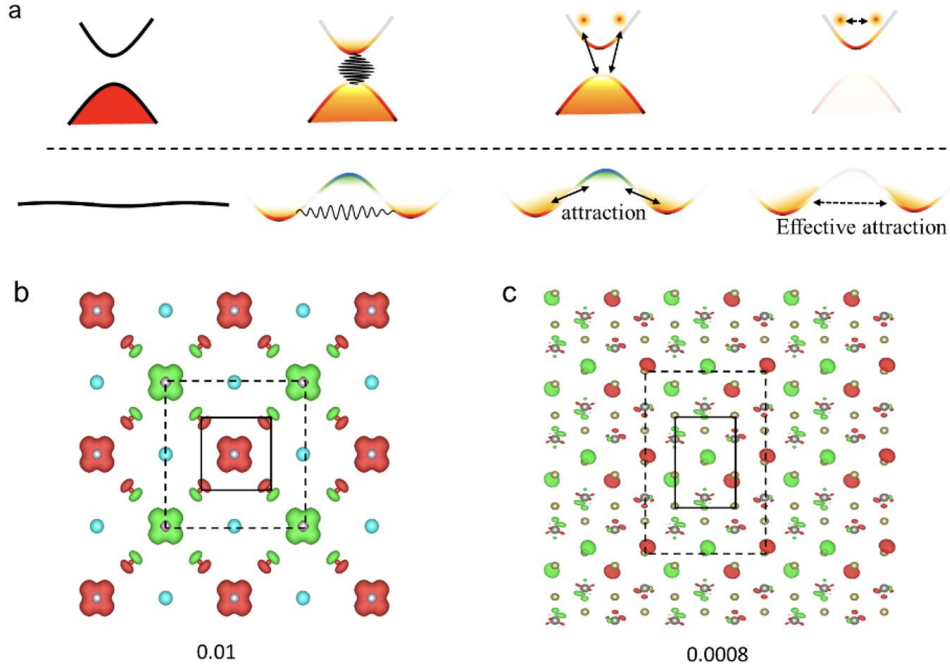 a
attraction
Effective attraction
b
c
0.01
0.0008